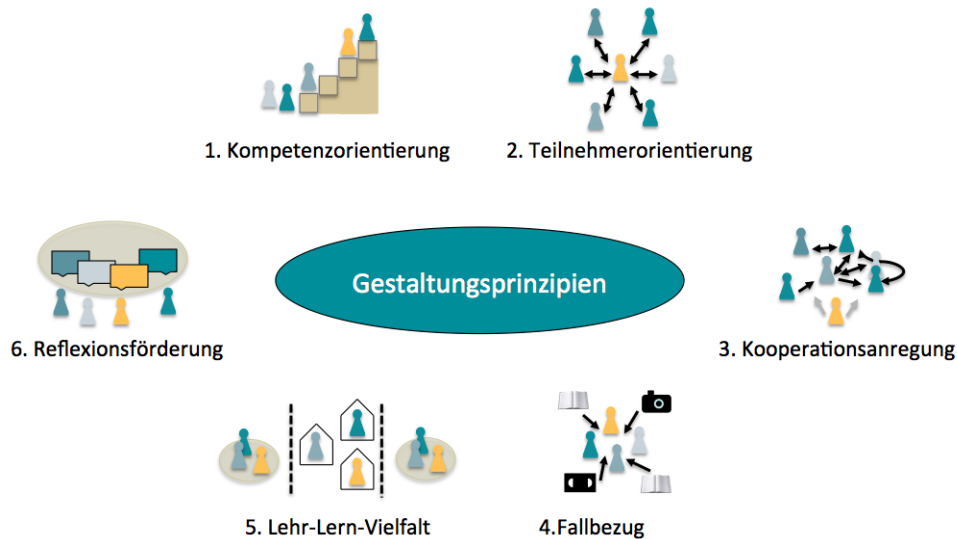 1. Kompetenzorientierung
2. Teilnehmerorientierung
Gestaltungsprinzipien
6. Reflexionsförderung
3. Kooperationsanregung
5. Lehr-Lern-Vielfalt
4.Fallbezug